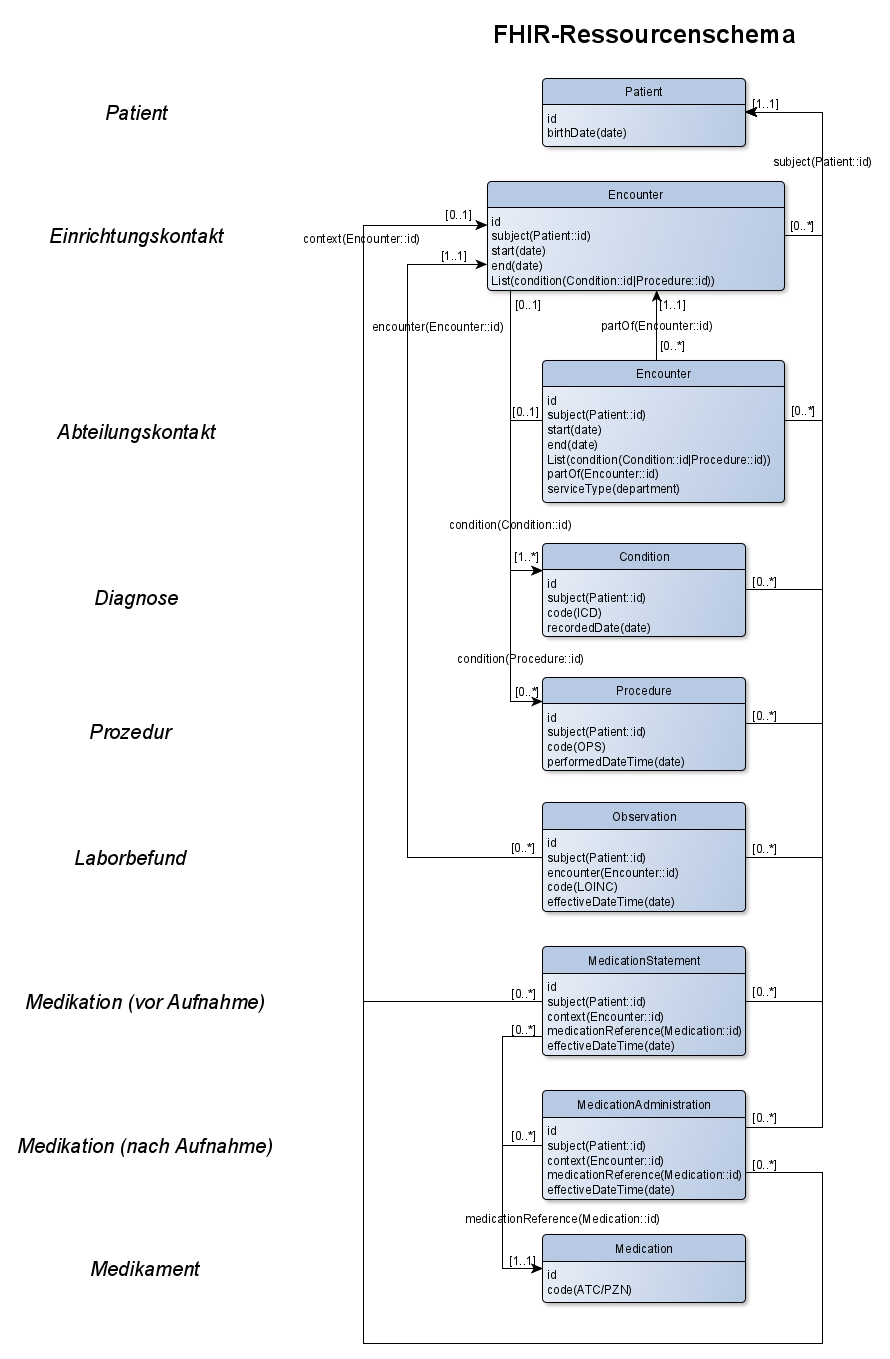 FHIR-Ressourcenschema
Patient
Patient
[1..1]
id
birthDate(date)
subject(Patient::id)
Einrichtungskontakt
Encounter
[0..1]
[0..*]
id
subject(Patient::id)
start(date)
end(date)
List(condition(Condition::id|Procedure::id))
context(Encounter::id)
[1..1]
[0..1]
[1..1]
encounter(Encounter::id)
partOf(Encounter::id)
[0..*]
Abteilungskontakt
Encounter
[0..1]
[0..*]
id
subject(Patient::id)
start(date)
end(date)
List(condition(Condition::id|Procedure::id))
partOf(Encounter::id)
serviceType(department)
condition(Condition::id)
Diagnose
[1..*]
Condition
[0..*]
id
subject(Patient::id)
code(ICD)
recordedDate(date)
condition(Procedure::id)
Prozedur
[0..*]
Procedure
[0..*]
id
subject(Patient::id)
code(OPS)
performedDateTime(date)
Laborbefund
Observation
[0..*]
[0..*]
id
subject(Patient::id)
encounter(Encounter::id)
code(LOINC)
effectiveDateTime(date)
Medikation (vor Aufnahme)
MedicationStatement
[0..*]
[0..*]
id
subject(Patient::id)
context(Encounter::id)
medicationReference(Medication::id)
effectiveDateTime(date)
[0..*]
Medikation (nach Aufnahme)
MedicationAdministration
[0..*]
[0..*]
[0..*]
id
subject(Patient::id)
context(Encounter::id)
medicationReference(Medication::id)
effectiveDateTime(date)
medicationReference(Medication::id)
Medikament
[1..1]
Medication
id
code(ATC/PZN)